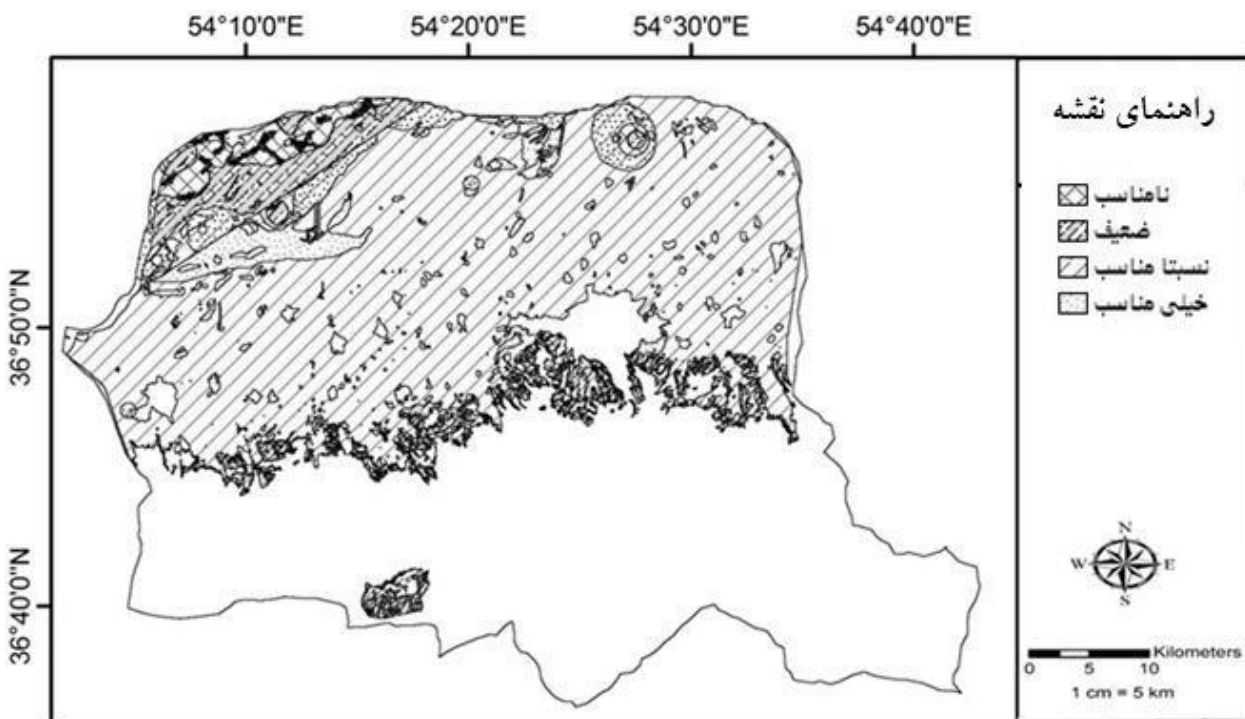 54°10'0"E 54°20'0"E 54°30'0"E 54°40'0"E
36°50'0"N
36°40'0"N
راهنمای نقشه
نامناسب
ضعیف
نسبتا مناسب
خیلی مناسب
N
W E
S
Kilometers
0 5 10
1 cm = 5 km